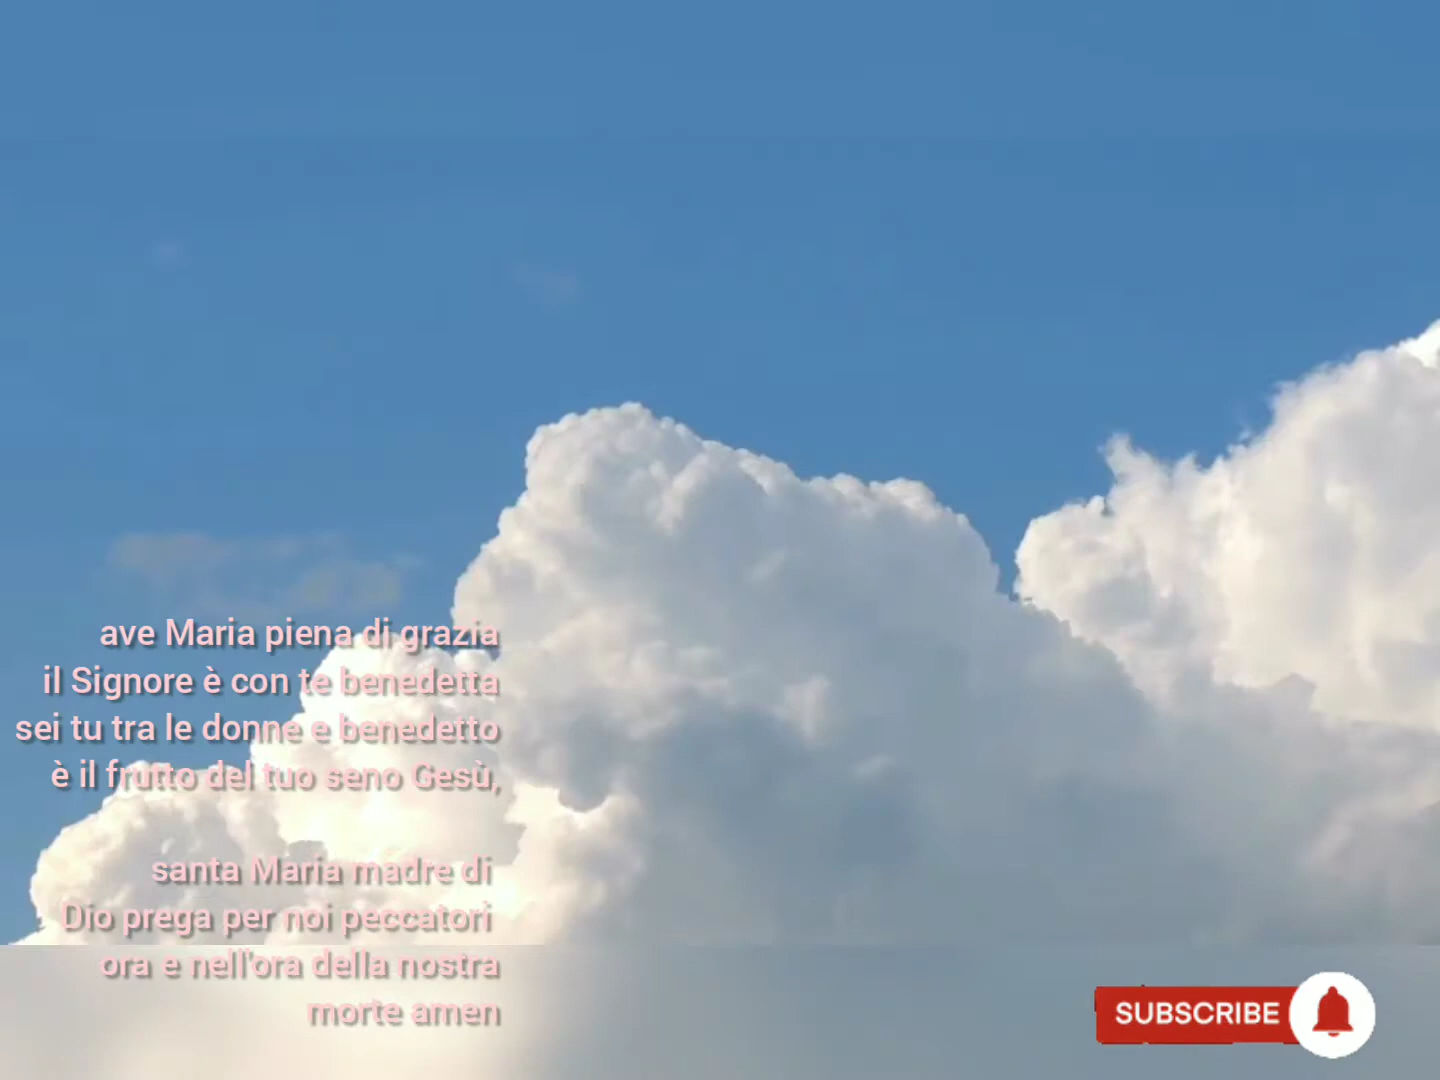 ave Maria piena di grazia
il Signore è con te benedetta
sei tu tra le donne e benedetto
è il frutto del tuo seno Gesù,
santa Maria madre di
Dio prega per noi peccatori
ora e nell'ora della nostra
morte amen
SUBSCRIBE